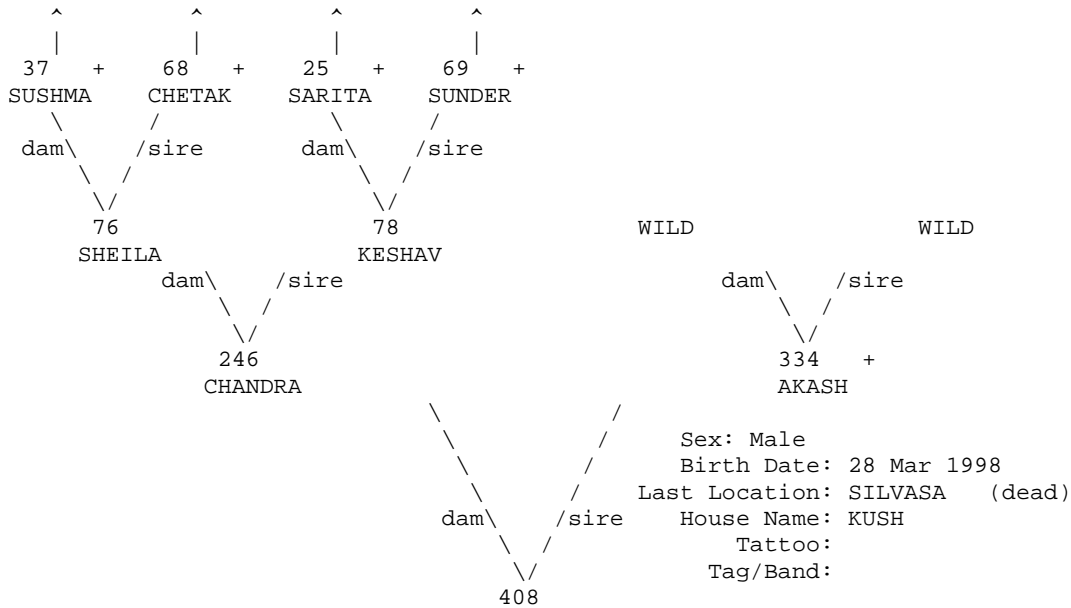 ^ ^ ^ ^
| | | |
37 + 68 + 25 + 69 +
SUSHMA CHETAK SARITA SUNDER
\ / \ /
dam\ /sire dam\ /sire
\ / \ /
\/ \/
76 78 WILD WILD
SHEILA KESHAV
dam\ /sire dam\ /sire
\ / \ /
\/ \/
246 334 +
CHANDRA AKASH
\ /
\ / Sex: Male
\ / Birth Date: 28 Mar 1998
\ / Last Location: SILVASA (dead)
dam\ /sire House Name: KUSH
\ / Tattoo:
\/ Tag/Band:
408